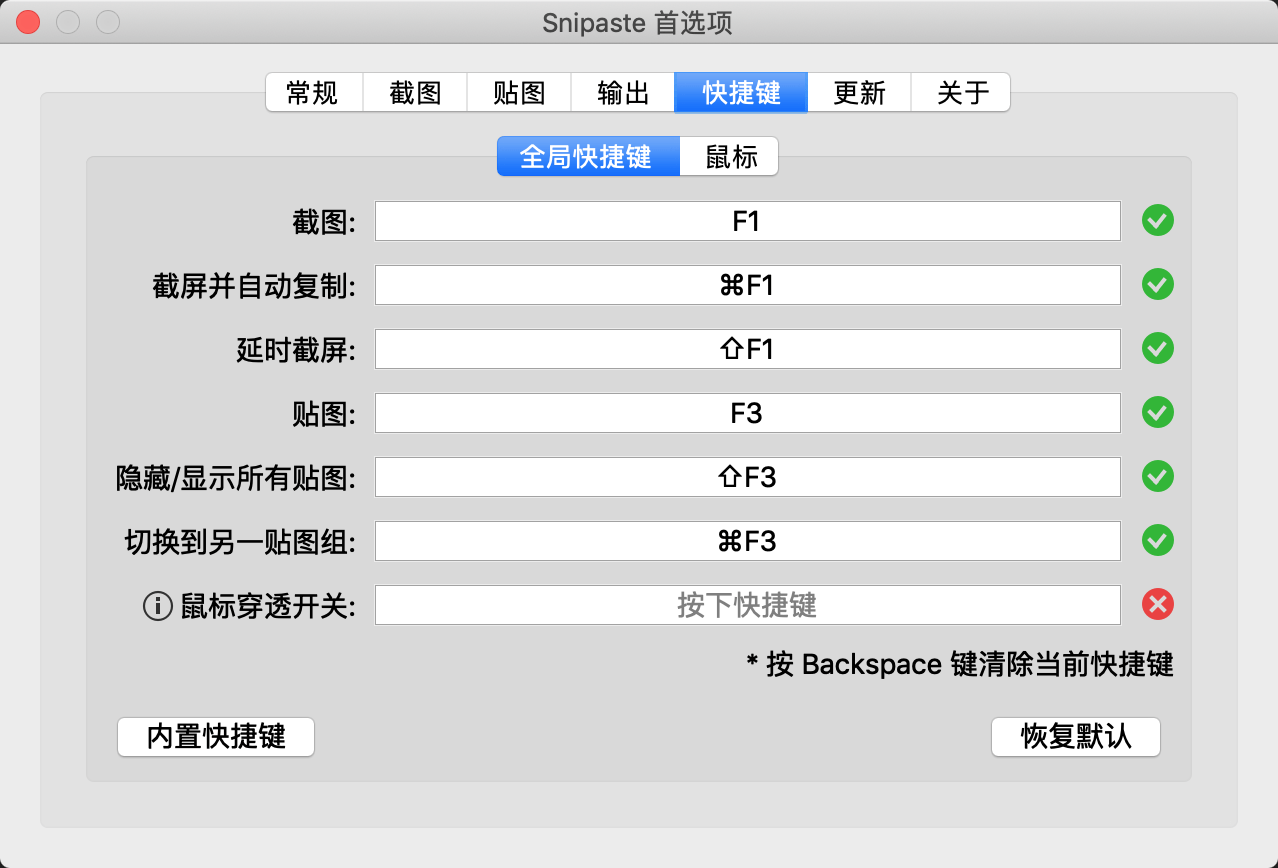 Snipaste 首选项
常规 截图 贴图 输出 快捷键 更新 关于
全局快捷键 鼠标
截图: F1
截屏并自动复制: ⌘F1
延时截屏: ⇧F1
贴图: F3
隐藏/显示所有贴图: ⇧F3
切换到另一贴图组: ⌘F3
鼠标穿透开关: 按下快捷键
* 按 Backspace 键清除当前快捷键
内置快捷键 恢复默认